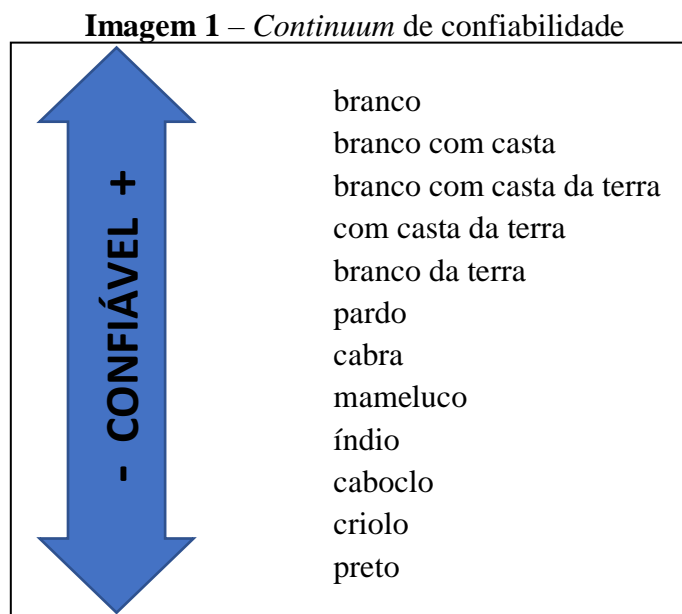 Imagem 1 – Continuum de confiabilidade
- CONFIÁVEL +
branco
branco com casta
branco com casta da terra
com casta da terra
branco da terra
pardo
cabra
mameluco
índio
caboclo
criolo
preto